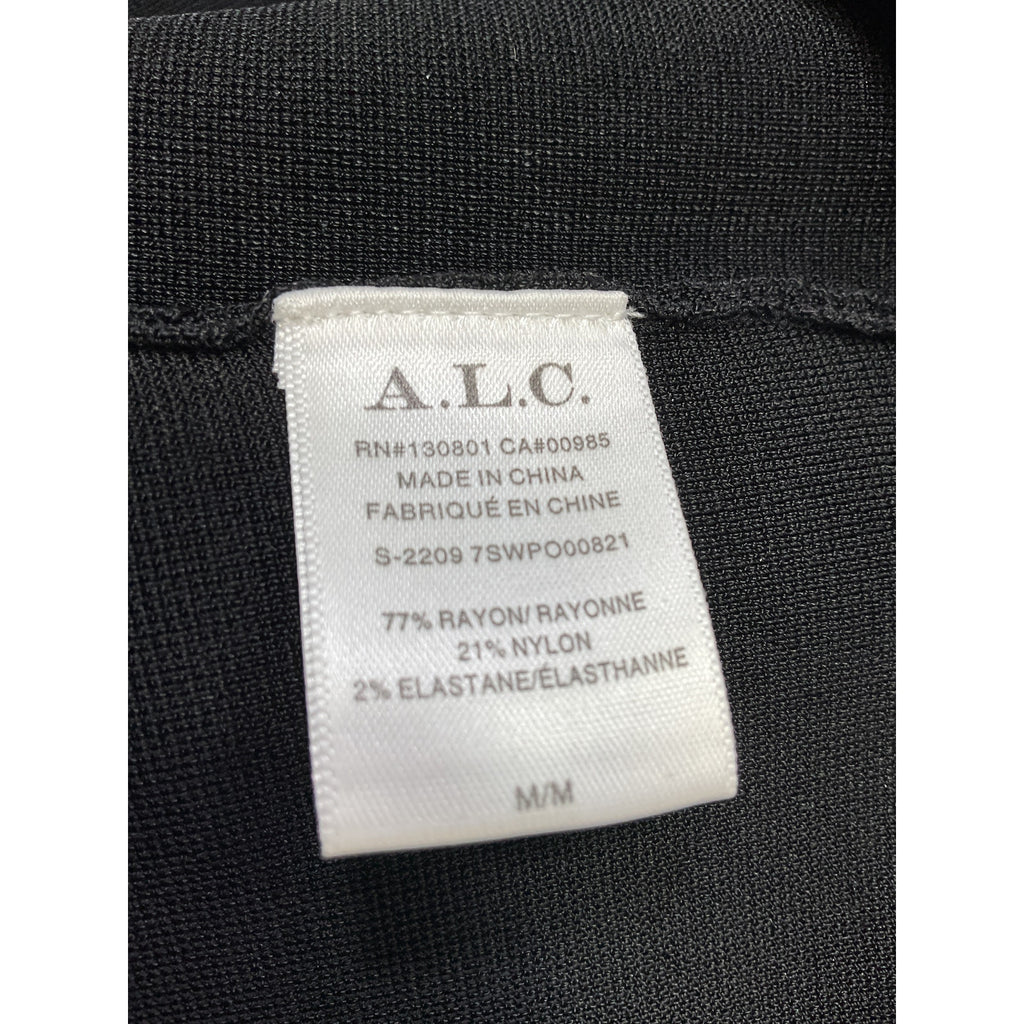 A.L.C.
RN#130801 CA#00985
MADE IN CHINA
FABRIQUÉ EN CHINE
S-2209 7SWPO00821
77% RAYON/ RAYONNE
21% NYLON
2% ELASTANE/ÉLASTHANNE
M/M